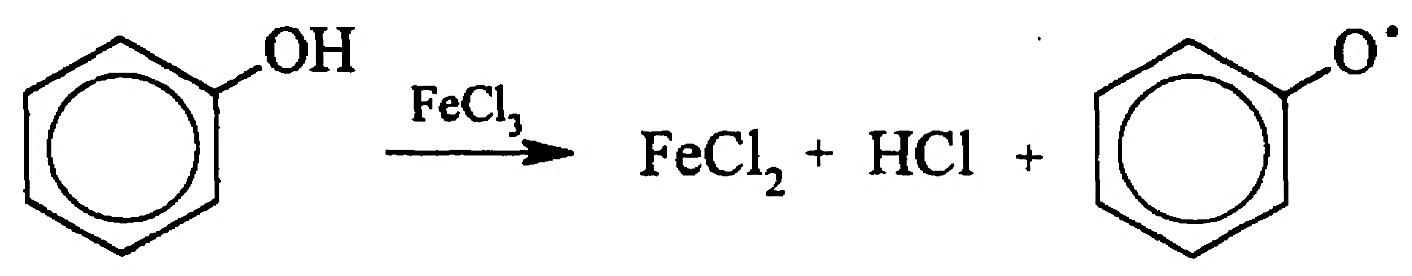 OH
FeCl₃
FeCl₂ + HCl +
O•